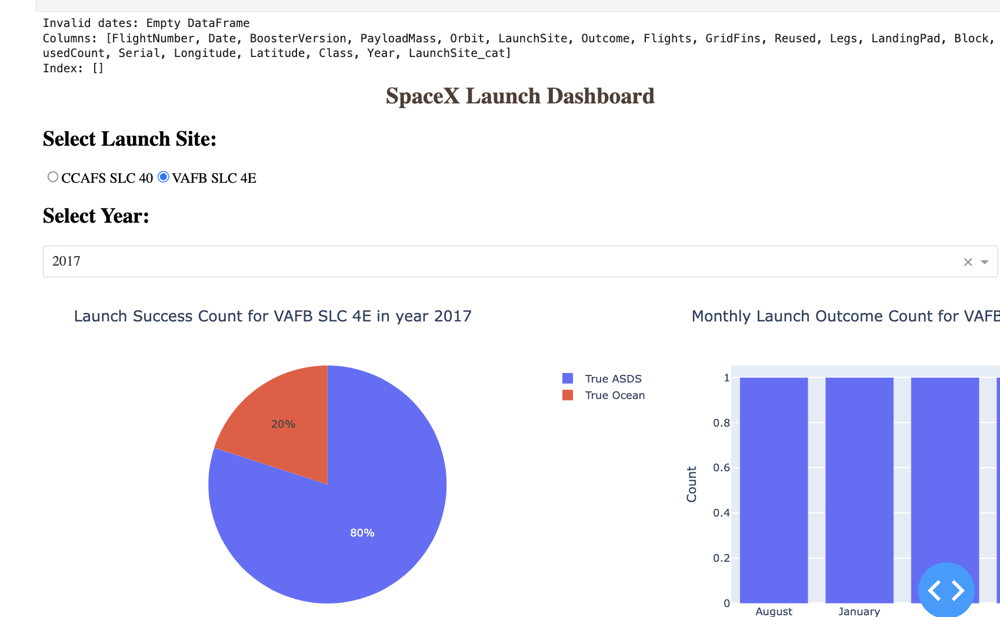 Invalid dates: Empty DataFrame
Columns: [FlightNumber, Date, BoosterVersion, PayloadMass, Orbit, LaunchSite, Outcome, Flights, GridFins, Reused, Legs, LandingPad, Block,
usedCount, Serial, Longitude, Latitude, Class, Year, LaunchSite_cat]
Index: []
SpaceX Launch Dashboard
Select Launch Site:
CCAFS SLC 40 VAFB SLC 4E
Select Year:
2017
Launch Success Count for VAFB SLC 4E in year 2017
True ASDS
True Ocean
20%
80%
Monthly Launch Outcome Count for VAFB
Count
1
0.8
0.6
0.4
0.2
0
August January